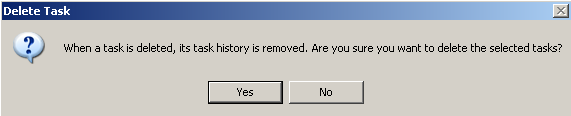 Delete Task
When a task is deleted, its task history is removed. Are you sure you want to delete the selected tasks?
Yes
No